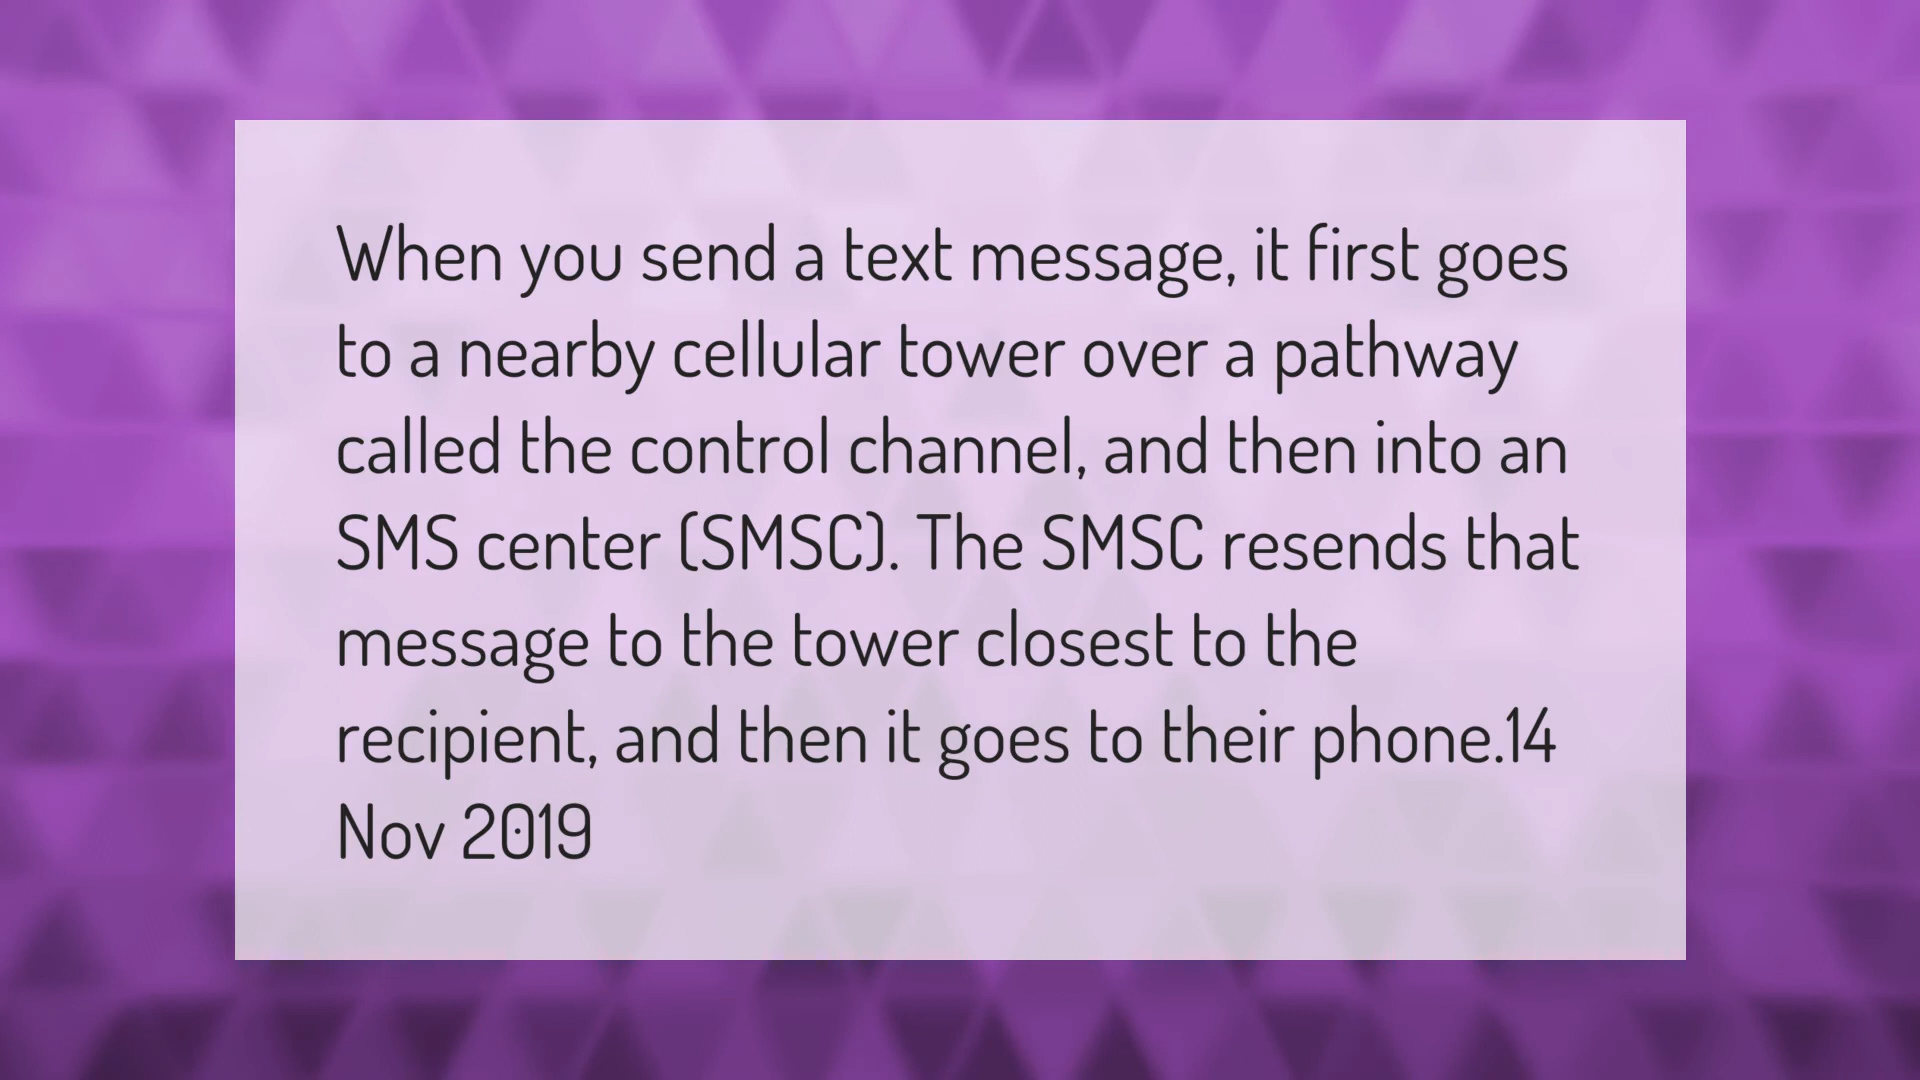 When you send a text message, it first goes
to a nearby cellular tower over a pathway
called the control channel, and then into an
SMS center (SMSC). The SMSC resends that
message to the tower closest to the
recipient, and then it goes to their phone.14
Nov 2019